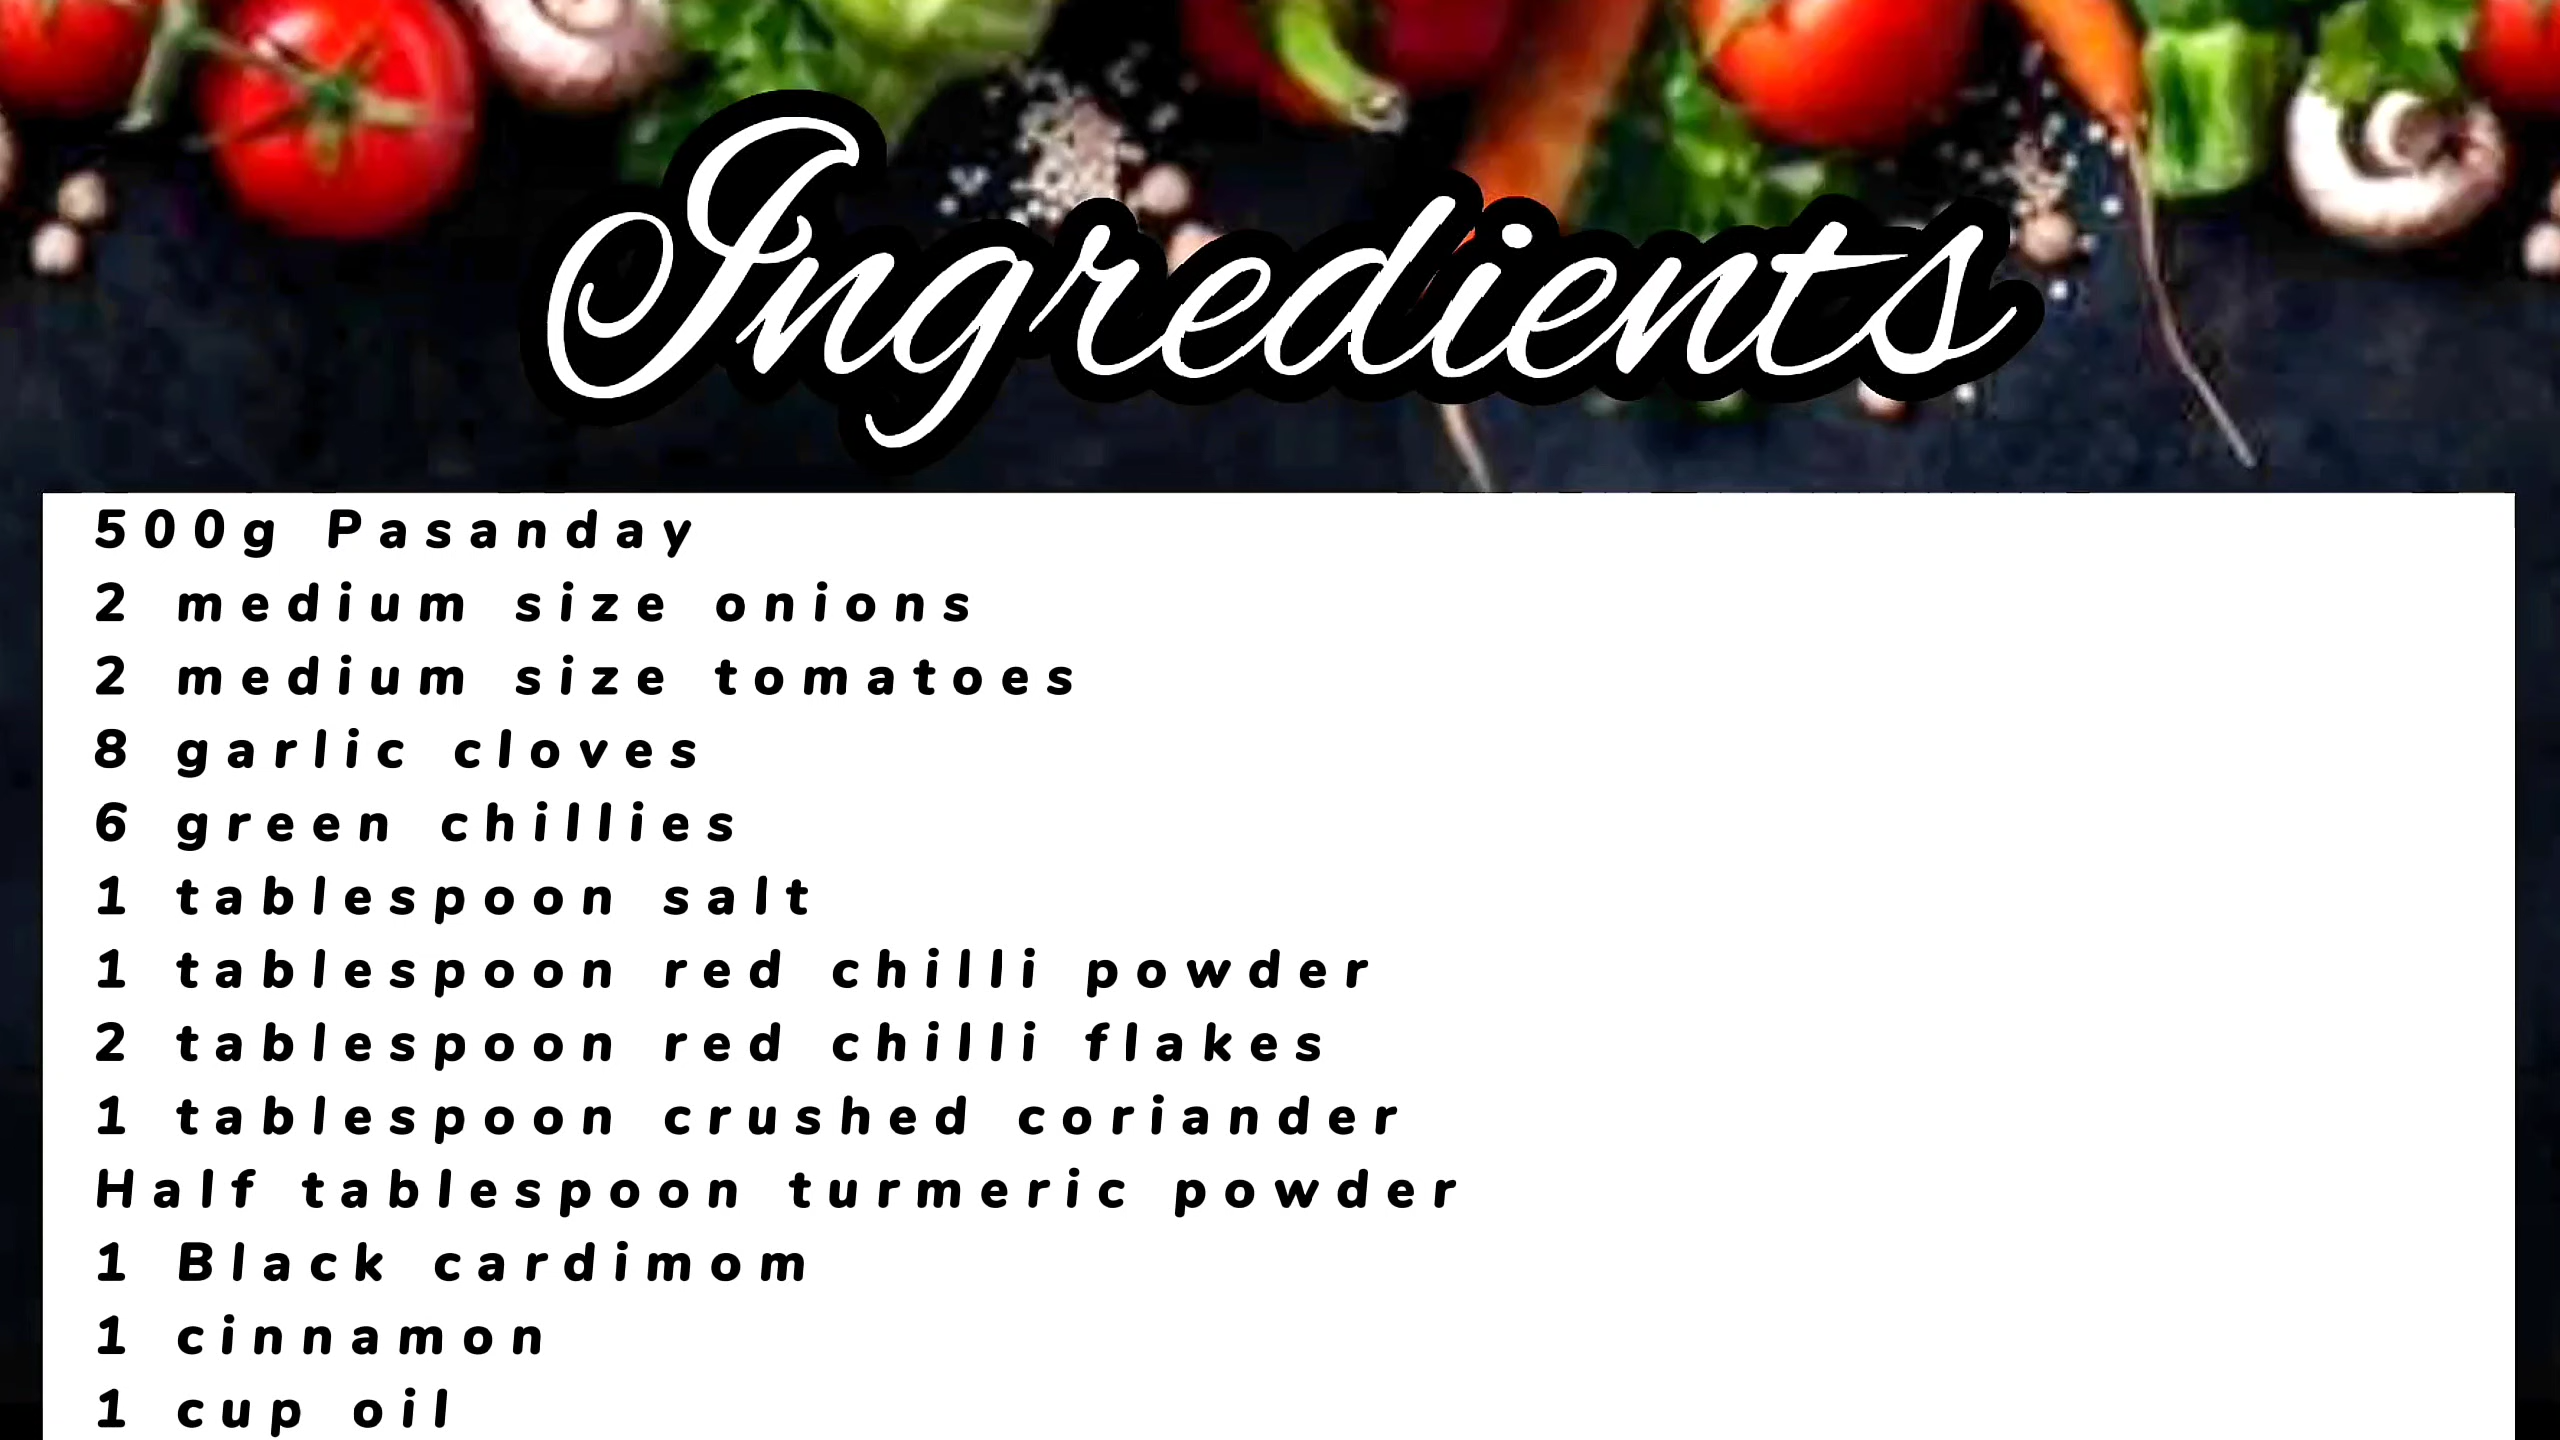 Ingredients
500g Pasanday
2 medium size onions
2 medium size tomatoes
8 garlic cloves
6 green chillies
1 tablespoon salt
1 tablespoon red chilli powder
2 tablespoon red chilli flakes
1 tablespoon crushed coriander
Half tablespoon turmeric powder
1 Black cardimom
1 cinnamon
1 cup oil